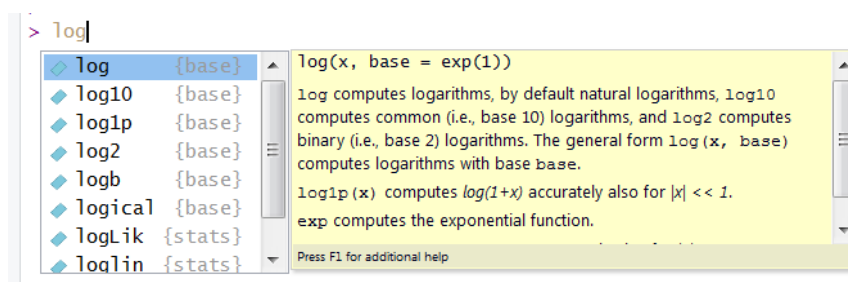 > log
log {base}
log10 {base}
log1p {base}
log2 {base}
logb {base}
logical {base}
logLik {stats}
loglin {stats}
log(x, base = exp(1))
log computes logarithms, by default natural logarithms, log10
computes common (i.e., base 10) logarithms, and log2 computes
binary (i.e., base 2) logarithms. The general form log(x, base)
computes logarithms with base base.
log1p(x) computes log(1+x) accurately also for |x| << 1.
exp computes the exponential function.
Press F1 for additional help